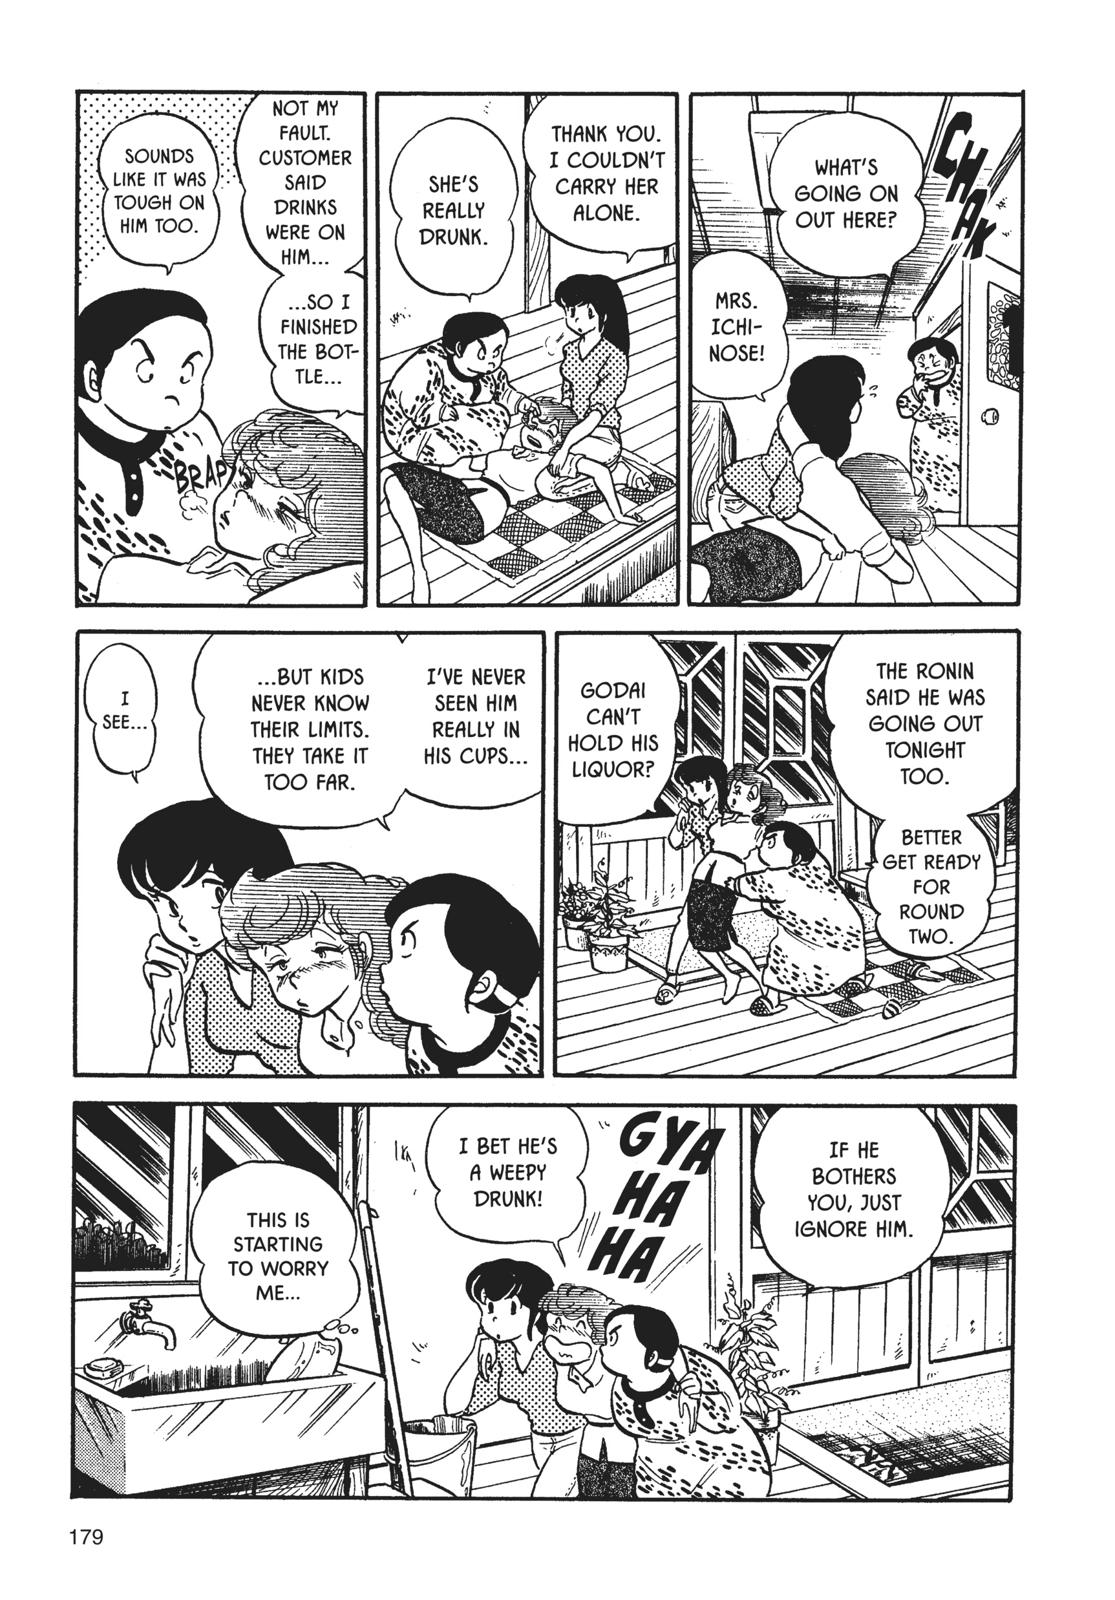 WHAT'S
GOING ON
OUT HERE?
CHAK
MRS.
ICHI-
NOSE!
THANK YOU.
I COULDN'T
CARRY HER
ALONE.
SHE'S
REALLY
DRUNK.
NOT MY
FAULT.
CUSTOMER
SAID
DRINKS
WERE ON
HIM...
...SO I
FINISHED
THE BOT-
TLE...
SOUNDS
LIKE IT WAS
TOUGH ON
HIM TOO.
BRAP
THE RONIN
SAID HE WAS
GOING OUT
TONIGHT
TOO.
BETTER
GET READY
FOR
ROUND
TWO.
GODAI
CAN'T
HOLD HIS
LIQUOR?
I'VE NEVER
SEEN HIM
REALLY IN
HIS CUPS...
...BUT KIDS
NEVER KNOW
THEIR LIMITS.
THEY TAKE IT
TOO FAR.
I
SEE...
IF HE
BOTHERS
YOU, JUST
IGNORE HIM.
GYA
HA
HA
I BET HE'S
A WEEPY
DRUNK!
THIS IS
STARTING
TO WORRY
ME...
179